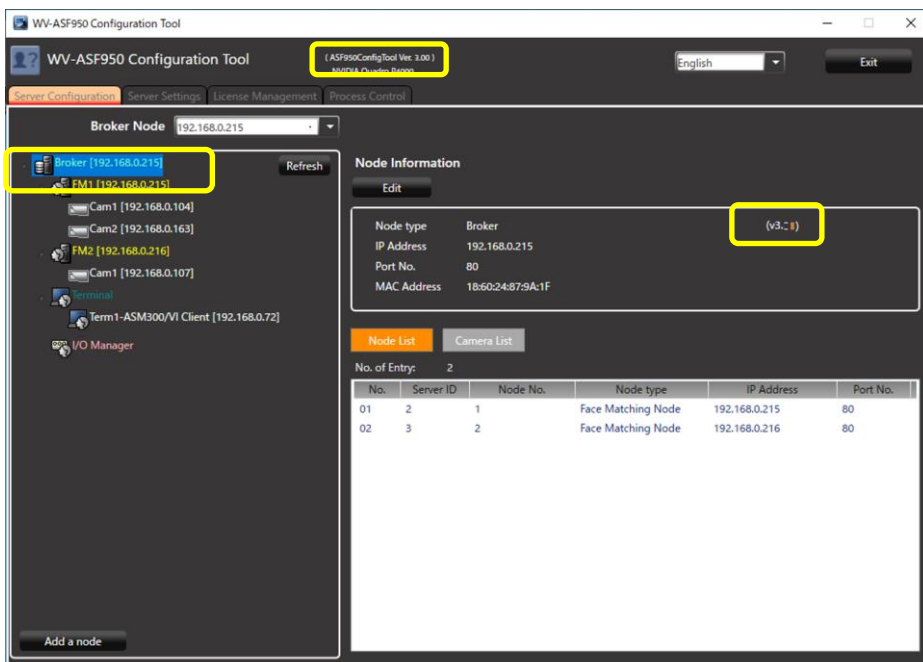 WV-ASF950 Configuration Tool
WV-ASF950 Configuration Tool
( ASF950ConfigTool Ver. 3.00 )
NVIDIA Quadro P4000
English
Exit
Server Configuration
Server Settings
License Management
Process Control
Broker Node
192.168.0.215
Broker [192.168.0.215]
FM1 [192.168.0.215]
Cam1 [192.168.0.104]
Cam2 [192.168.0.163]
FM2 [192.168.0.216]
Cam1 [192.168.0.107]
Terminal
Term1-ASM300/VI Client [192.168.0.72]
I/O Manager
Refresh
Add a node
Node Information
Edit
Node type Broker
IP Address 192.168.0.215
Port No. 80
MAC Address 18:60:24:87:9A:1F
Node List
Camera List
No. of Entry: 2
No. Server ID Node No. Node type IP Address Port No.
01 2 1 Face Matching Node 192.168.0.215 80
02 3 2 Face Matching Node 192.168.0.216 80